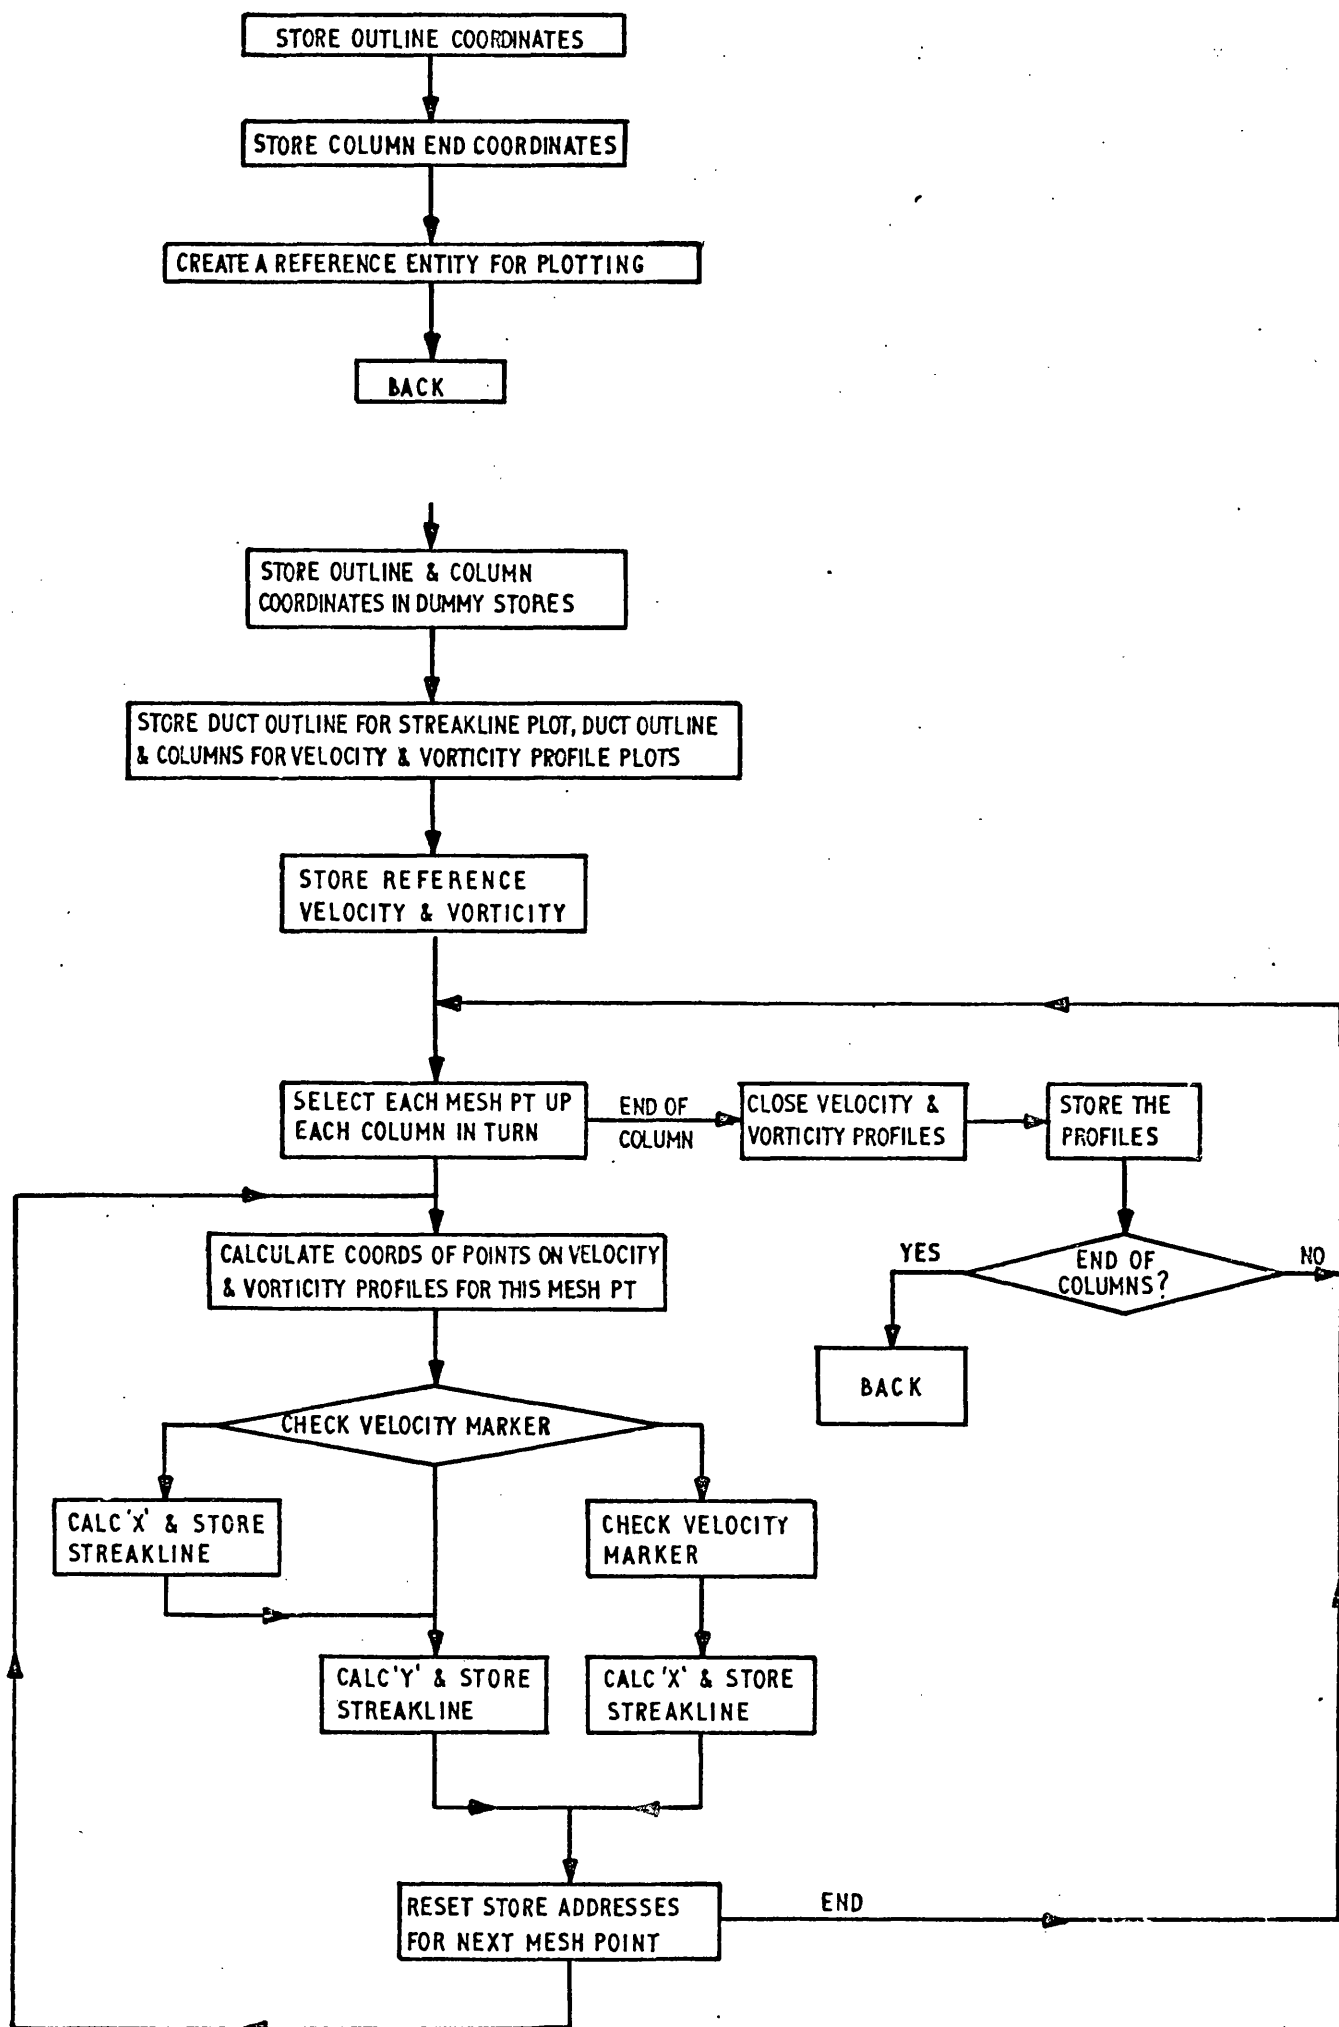 STORE OUTLINE COORDINATES
STORE COLUMN END COORDINATES
CREATE A REFERENCE ENTITY FOR PLOTTING
BACK
STORE OUTLINE & COLUMN
COORDINATES IN DUMMY STORES
STORE DUCT OUTLINE FOR STREAKLINE PLOT, DUCT OUTLINE
& COLUMNS FOR VELOCITY & VORTICITY PROFILE PLOTS
STORE REFERENCE
VELOCITY & VORTICITY
SELECT EACH MESH PT UP
EACH COLUMN IN TURN
END OF
COLUMN
CLOSE VELOCITY &
VORTICITY PROFILES
STORE THE
PROFILES
CALCULATE COORDS OF POINTS ON VELOCITY
& VORTICITY PROFILES FOR THIS MESH PT
YES
END OF
COLUMNS?
NO
BACK
CHECK VELOCITY MARKER
CALC 'X' & STORE
STREAKLINE
CHECK VELOCITY
MARKER
CALC 'Y' & STORE
STREAKLINE
CALC 'X' & STORE
STREAKLINE
RESET STORE ADDRESSES
FOR NEXT MESH POINT
END